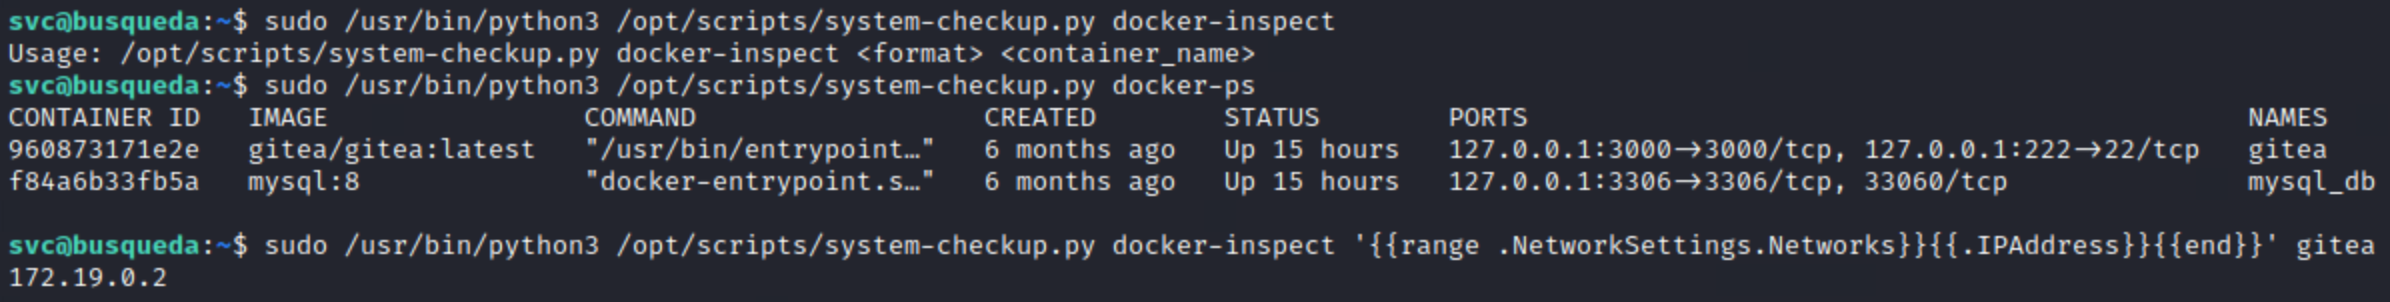 svc@busqueda:~$ sudo /usr/bin/python3 /opt/scripts/system-checkup.py docker-inspect
Usage: /opt/scripts/system-checkup.py docker-inspect <format> <container_name>
svc@busqueda:~$ sudo /usr/bin/python3 /opt/scripts/system-checkup.py docker-ps
CONTAINER ID   IMAGE                COMMAND                  CREATED        STATUS        PORTS                                             NAMES
960873171e2e   gitea/gitea:latest   "/usr/bin/entrypoint…"   6 months ago   Up 15 hours   127.0.0.1:3000->3000/tcp, 127.0.0.1:222->22/tcp   gitea
f84a6b33fb5a   mysql:8              "docker-entrypoint.s…"   6 months ago   Up 15 hours   127.0.0.1:3306->3306/tcp, 33060/tcp               mysql_db
svc@busqueda:~$ sudo /usr/bin/python3 /opt/scripts/system-checkup.py docker-inspect '{{range .NetworkSettings.Networks}}{{.IPAddress}}{{end}}' gitea
172.19.0.2